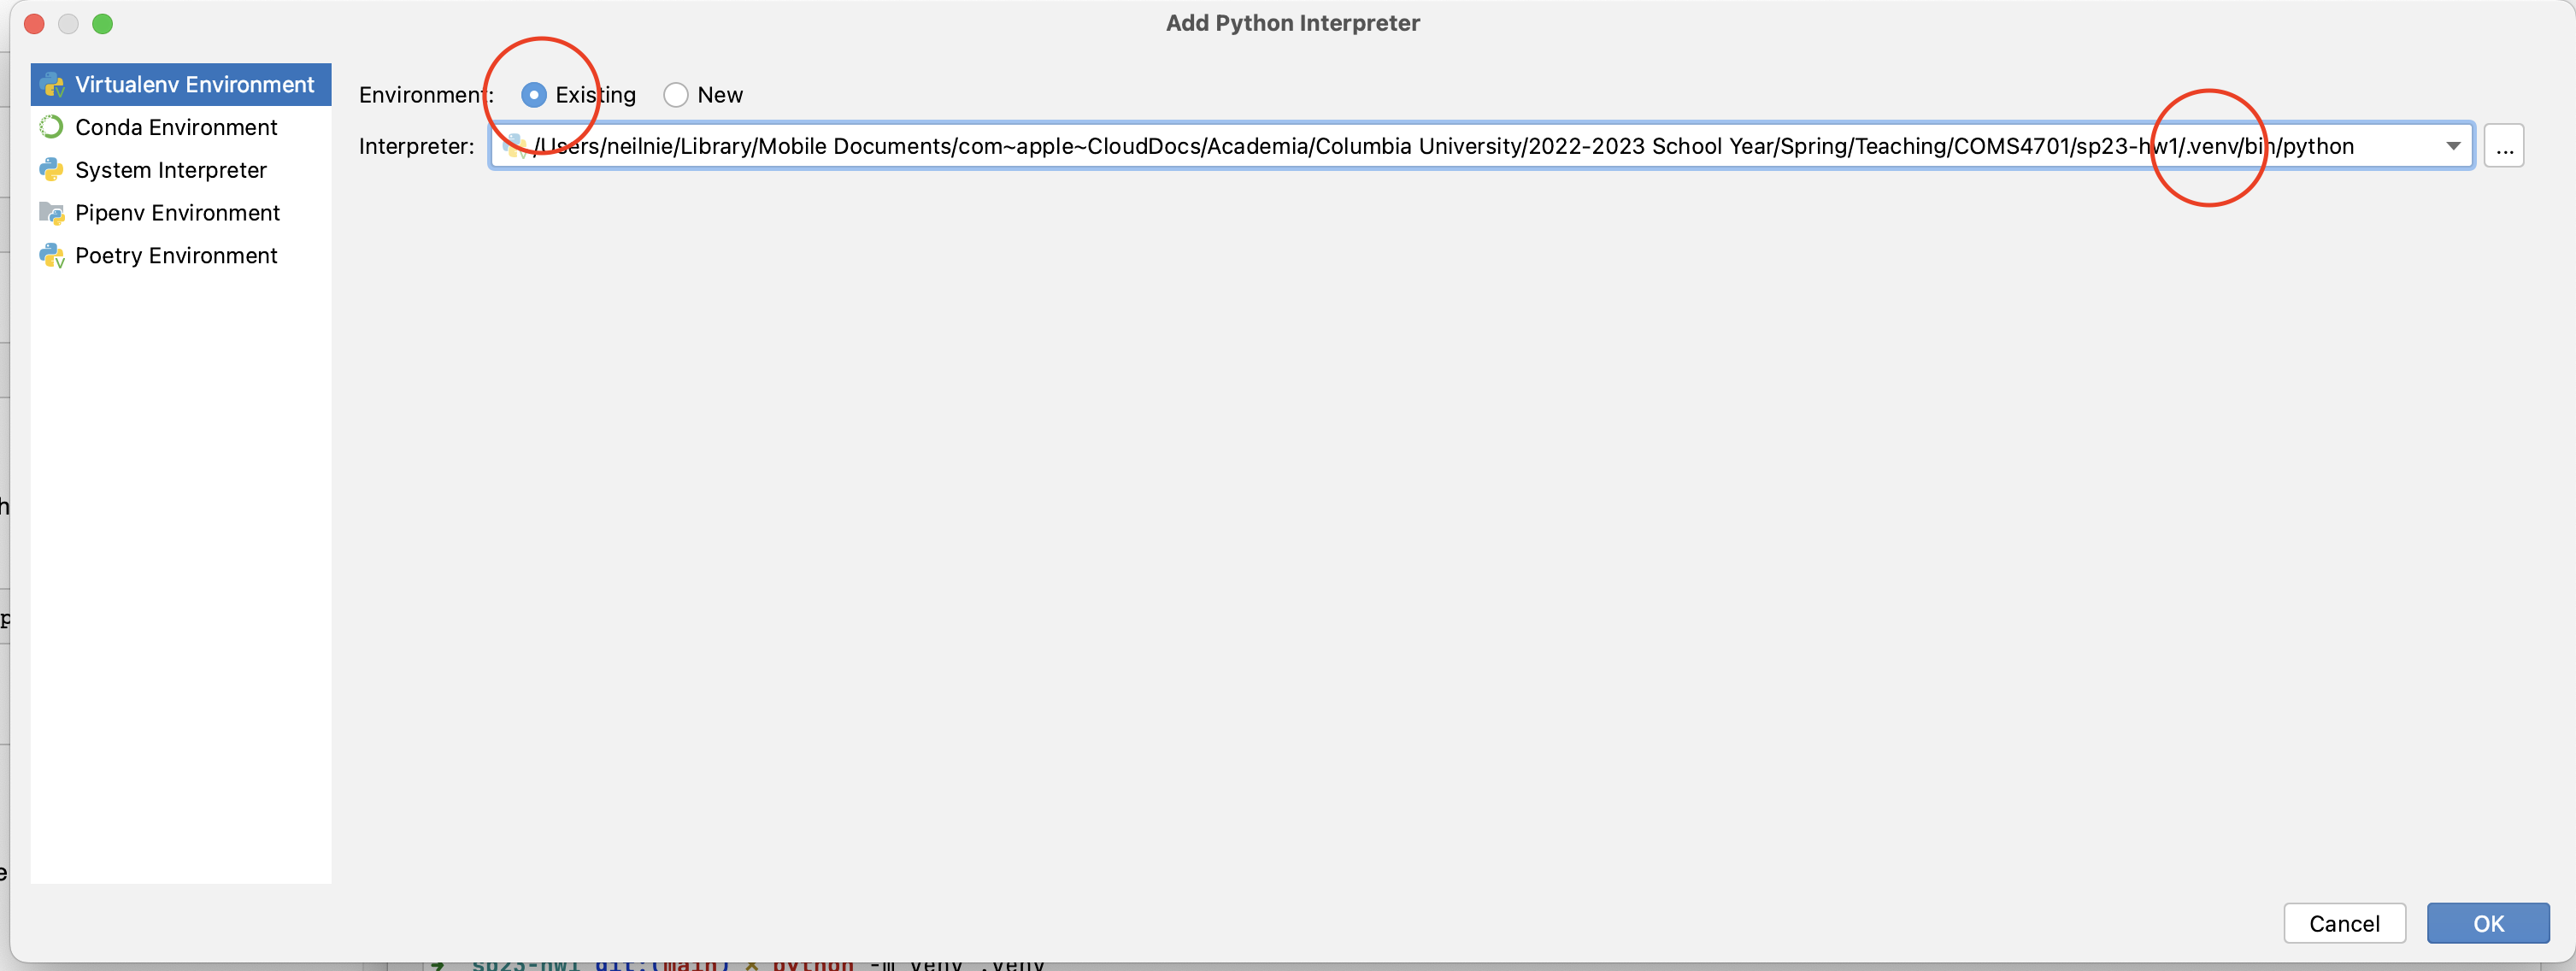 Add Python Interpreter
Virtualenv Environment
Conda Environment
System Interpreter
Pipenv Environment
Poetry Environment
Environment: Existing New
Interpreter: /Users/neilnie/Library/Mobile Documents/com~apple~CloudDocs/Academia/Columbia University/2022-2023 School Year/Spring/Teaching/COMS4701/sp23-hw1/.venv/bin/python ...
h
p
e
Cancel OK
sp23-hw1 git:(main) ✗ python -m venv .venv